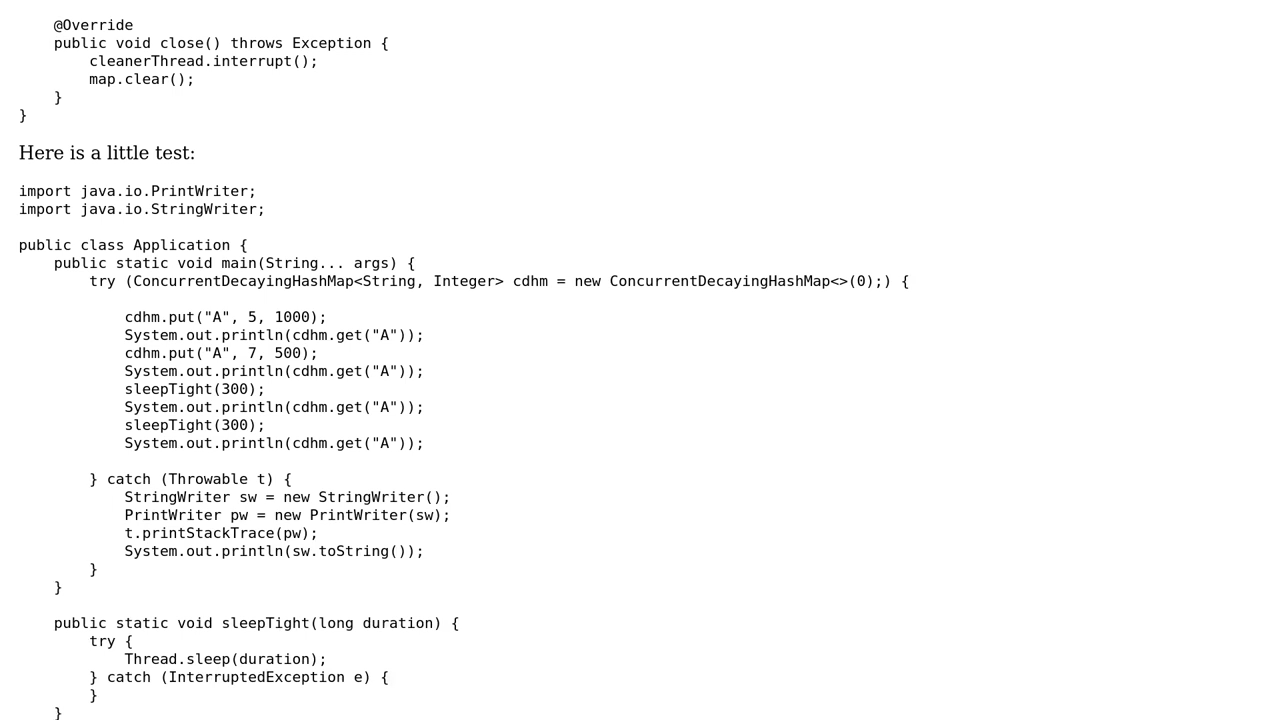 @Override
    public void close() throws Exception {
        cleanerThread.interrupt();
        map.clear();
    }
}
Here is a little test:
import java.io.PrintWriter;
import java.io.StringWriter;
public class Application {
    public static void main(String... args) {
        try (ConcurrentDecayingHashMap<String, Integer> cdhm = new ConcurrentDecayingHashMap<>(0);) {
            cdhm.put("A", 5, 1000);
            System.out.println(cdhm.get("A"));
            cdhm.put("A", 7, 500);
            System.out.println(cdhm.get("A"));
            sleepTight(300);
            System.out.println(cdhm.get("A"));
            sleepTight(300);
            System.out.println(cdhm.get("A"));
        } catch (Throwable t) {
            StringWriter sw = new StringWriter();
            PrintWriter pw = new PrintWriter(sw);
            t.printStackTrace(pw);
            System.out.println(sw.toString());
        }
    }
    public static void sleepTight(long duration) {
        try {
            Thread.sleep(duration);
        } catch (InterruptedException e) {
        }
    }